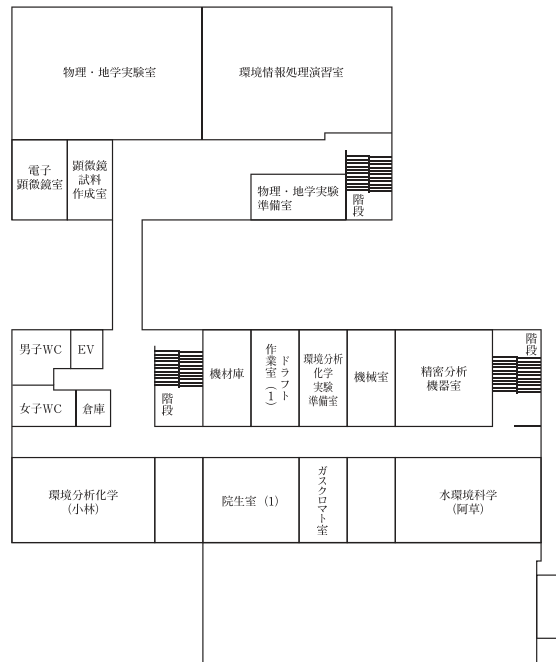 物理・地学実験室
環境情報処理演習室
電子
顕微鏡室
顕微鏡
試料
作成室
物理・地学実験
準備室
階段
男子WC
EV
女子WC
倉庫
階段
機材庫
ドラフト
作業室（1）
環境分析
化学
実験
準備室
機械室
精密分析
機器室
階段
環境分析化学
（小林）
院生室（1）
ガスクロマト室
水環境科学
（阿草）